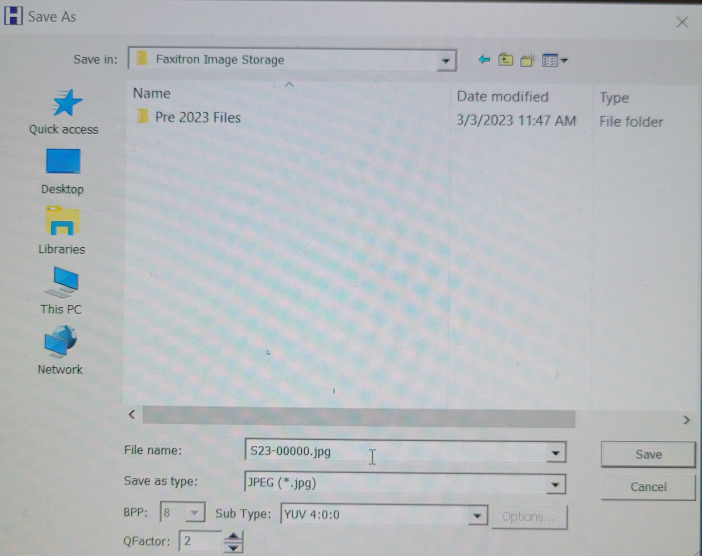 Save As
Save in: Faxitron Image Storage
Name Date modified Type
Pre 2023 Files 3/3/2023 11:47 AM File folder
Quick access
Desktop
Libraries
This PC
Network
File name: S23-00000.jpg Save
Save as type: JPEG (*.jpg) Cancel
BPP: 8 Sub Type: YUV 4:0:0 Options...
QFactor: 2